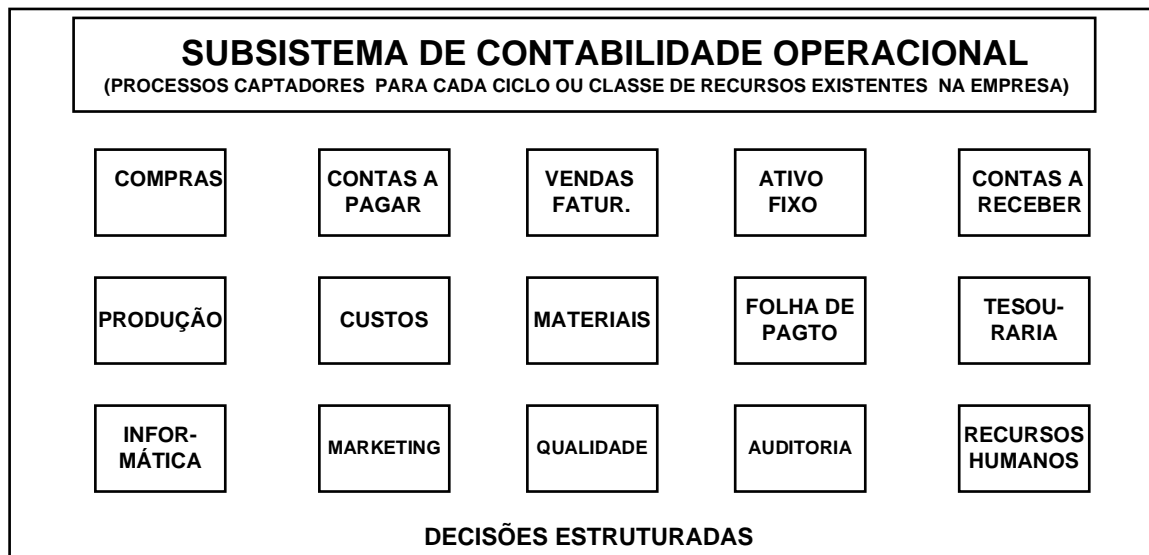 SUBSISTEMA DE CONTABILIDADE OPERACIONAL
(PROCESSOS CAPTADORES PARA CADA CICLO OU CLASSE DE RECURSOS EXISTENTES NA EMPRESA)
COMPRAS
CONTAS A
PAGAR
VENDAS
FATUR.
ATIVO
FIXO
CONTAS A
RECEBER
PRODUÇÃO
CUSTOS
MATERIAIS
FOLHA DE
PAGTO
TESOU-
RARIA
INFOR-
MÁTICA
MARKETING
QUALIDADE
AUDITORIA
RECURSOS
HUMANOS
DECISÕES ESTRUTURADAS